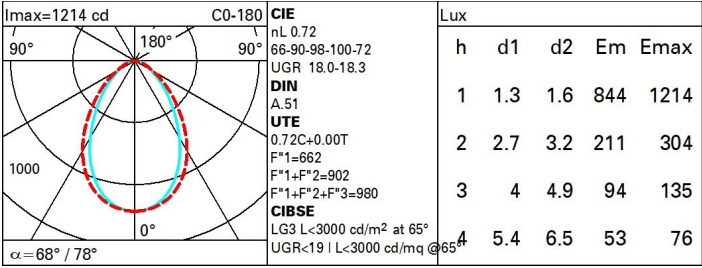 Imax=1214 cd C0-180
90° 180° 90°
1000
0°
α=68° / 78°
CIE
nL 0.72
66-90-98-100-72
UGR 18.0-18.3
DIN
A.51
UTE
0.72C+0.00T
F"1=662
F"1+F"2=902
F"1+F"2+F"3=980
CIBSE
LG3 L<3000 cd/m² at 65°
UGR<19 | L<3000 cd/mq @65°
Lux
h d1 d2 Em Emax
1 1.3 1.6 844 1214
2 2.7 3.2 211 304
3 4 4.9 94 135
4 5.4 6.5 53 76